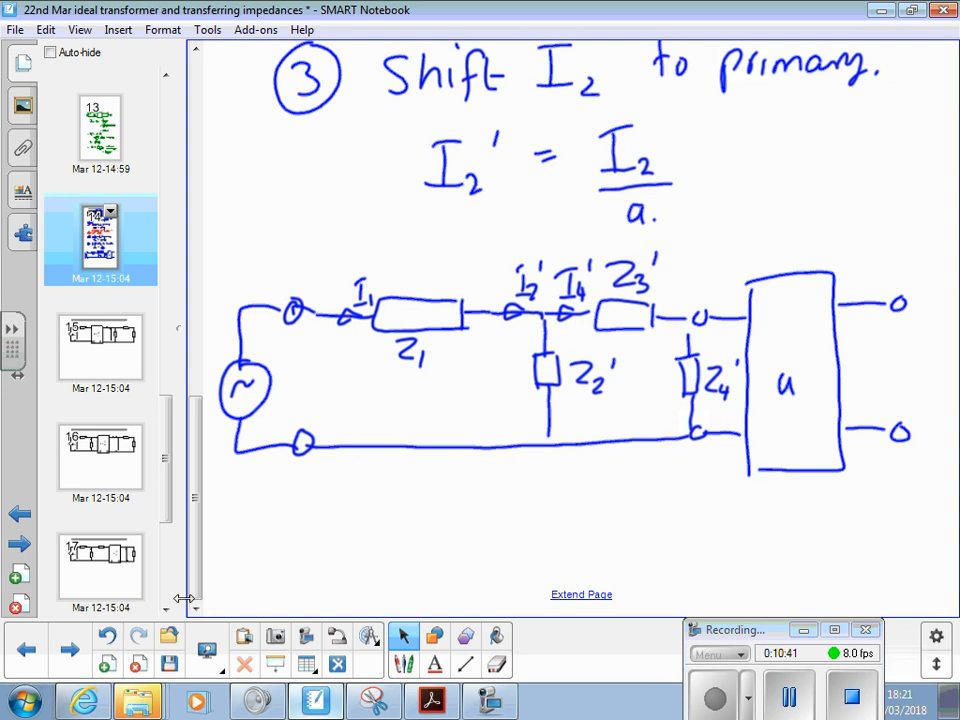 22nd Mar ideal transformer and transferring impedances * - SMART Notebook
File Edit View Insert Format Tools Add-ons Help
Auto-hide
13
Mar 12-14:59
14
Mar 12-15:04
15
Mar 12-15:04
16
Mar 12-15:04
17
Mar 12-15:04
③ Shift I₂ to primary.
I₂' = I₂
a.
I₁ I₂' I₄' Z₃'
Z₁ Z₂' Z₄' a
~
Extend Page
Recording...
Menu 0:10:41 8.0 fps
18:21
/03/2018